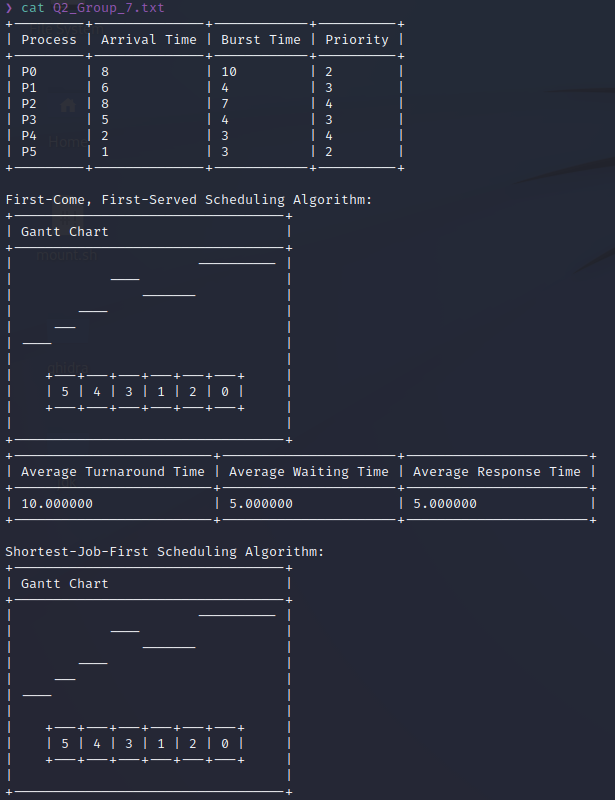 ❯ cat Q2_Group_7.txt
| Process | Arrival Time | Burst Time | Priority |
| P0 | 8 | 10 | 2 |
| P1 | 6 | 4 | 3 |
| P2 | 8 | 7 | 4 |
| P3 | 5 | 4 | 3 |
| P4 | 2 | 3 | 4 |
| P5 | 1 | 3 | 2 |
First-Come, First-Served Scheduling Algorithm:
| Gantt Chart |
| 5 | 4 | 3 | 1 | 2 | 0 |
| Average Turnaround Time | Average Waiting Time | Average Response Time |
| 10.000000 | 5.000000 | 5.000000 |
Shortest-Job-First Scheduling Algorithm:
| Gantt Chart |
| 5 | 4 | 3 | 1 | 2 | 0 |
Home
mount.sh